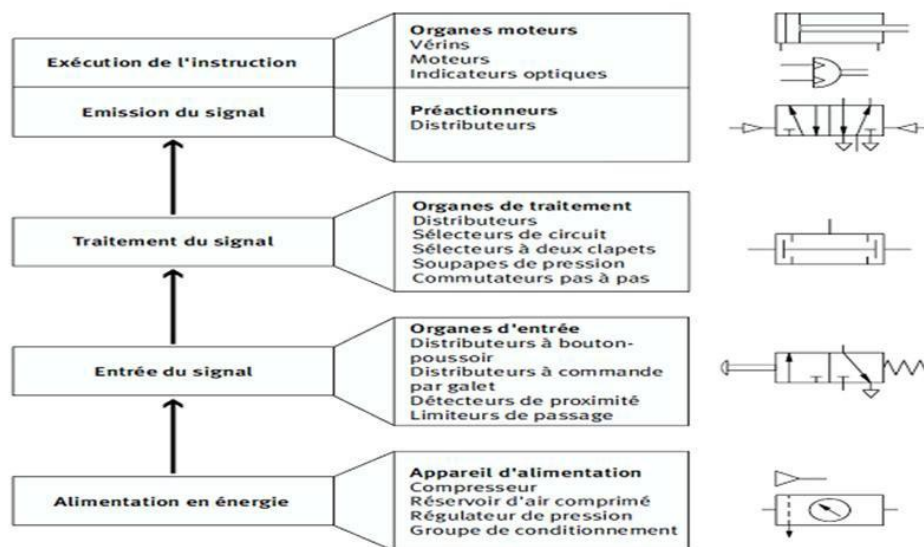 Exécution de l'instruction
Organes moteurs
Vérins
Moteurs
Indicateurs optiques
Emission du signal
Préactionneurs
Distributeurs
Traitement du signal
Organes de traitement
Distributeurs
Sélecteurs de circuit
Sélecteurs à deux clapets
Soupapes de pression
Commutateurs pas à pas
Entrée du signal
Organes d'entrée
Distributeurs à bouton-
poussoir
Distributeurs à commande
par galet
Détecteurs de proximité
Limiteurs de passage
Alimentation en énergie
Appareil d'alimentation
Compresseur
Réservoir d'air comprimé
Régulateur de pression
Groupe de conditionnement